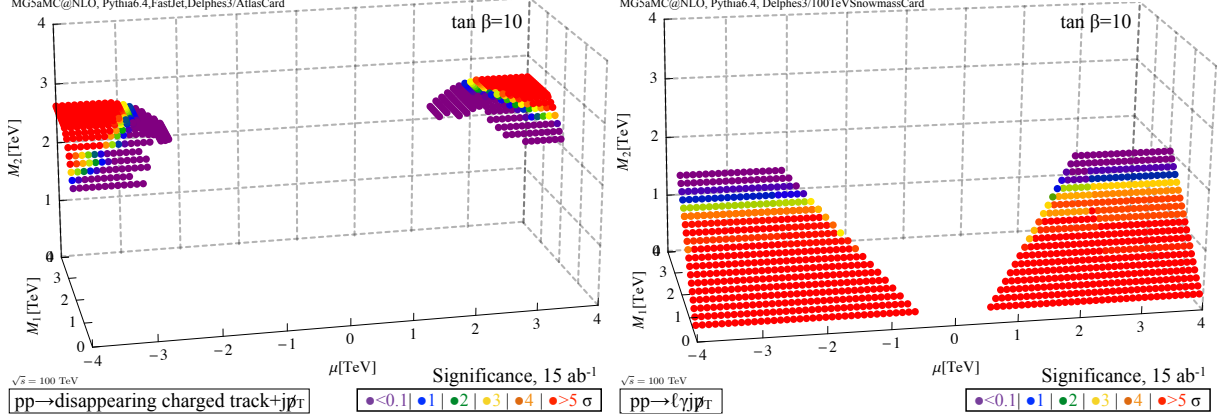 MG5aMC@NLO, Pythia6.4,FastJet,Delphes3/AtlasCard
tan β=10
M₂[TeV]
4
3
2
1
0
M₁[TeV]
4
3
2
1
0
−4
−3
−2
−1
0
1
2
3
4
μ[TeV]
√s = 100 TeV
Significance, 15 ab⁻¹
pp→disappearing charged track+jp̸T
<0.1| 1 | 2 | 3 | 4 | >5 σ
MG5aMC@NLO, Pythia6.4, Delphes3/100TeVSnowmassCard
tan β=10
M₂[TeV]
4
3
2
1
0
M₁[TeV]
4
3
2
1
0
−4
−3
−2
−1
0
1
2
3
4
μ[TeV]
√s = 100 TeV
Significance, 15 ab⁻¹
pp→ℓγjp̸T
<0.1| 1 | 2 | 3 | 4 | >5 σ